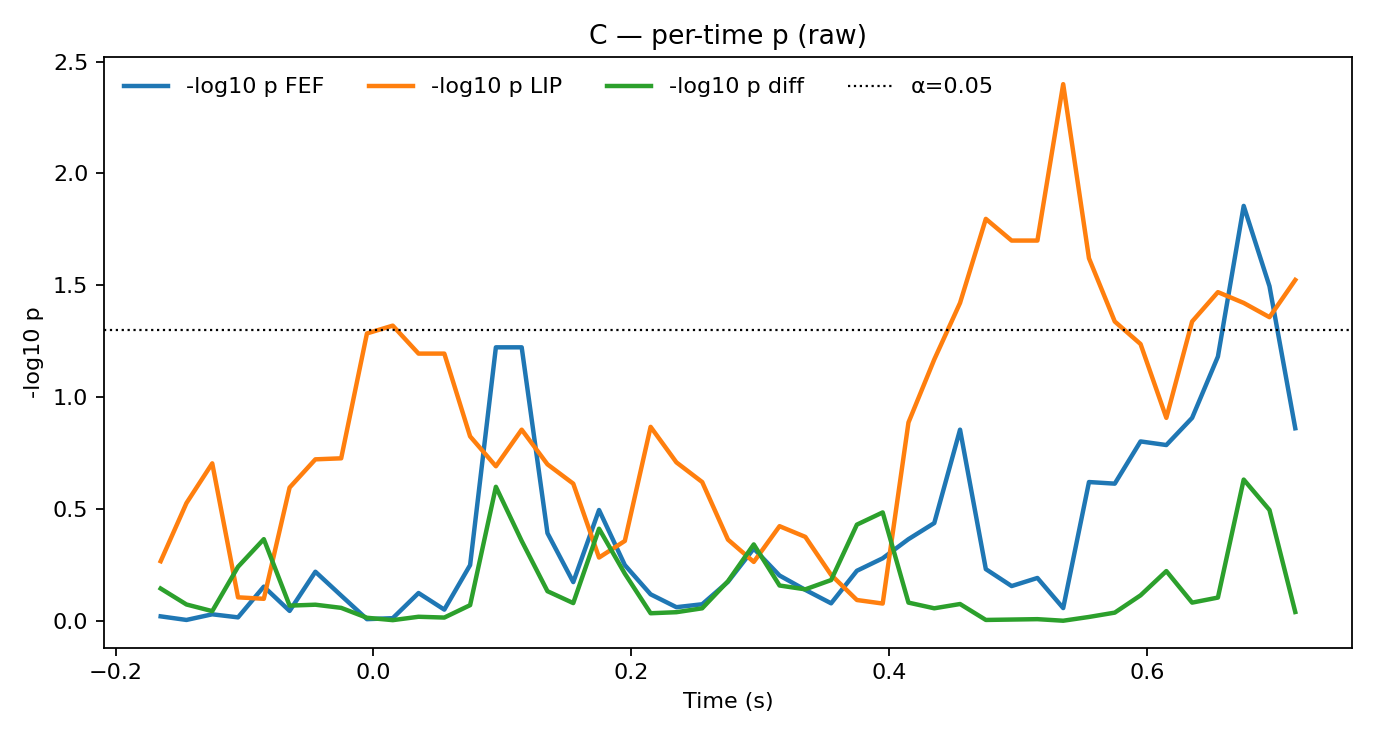 C — per-time p (raw)
-log10 p FEF
-log10 p LIP
-log10 p diff
α=0.05
2.5
2.0
1.5
1.0
0.5
0.0
-log10 p
−0.2
0.0
0.2
0.4
0.6
Time (s)